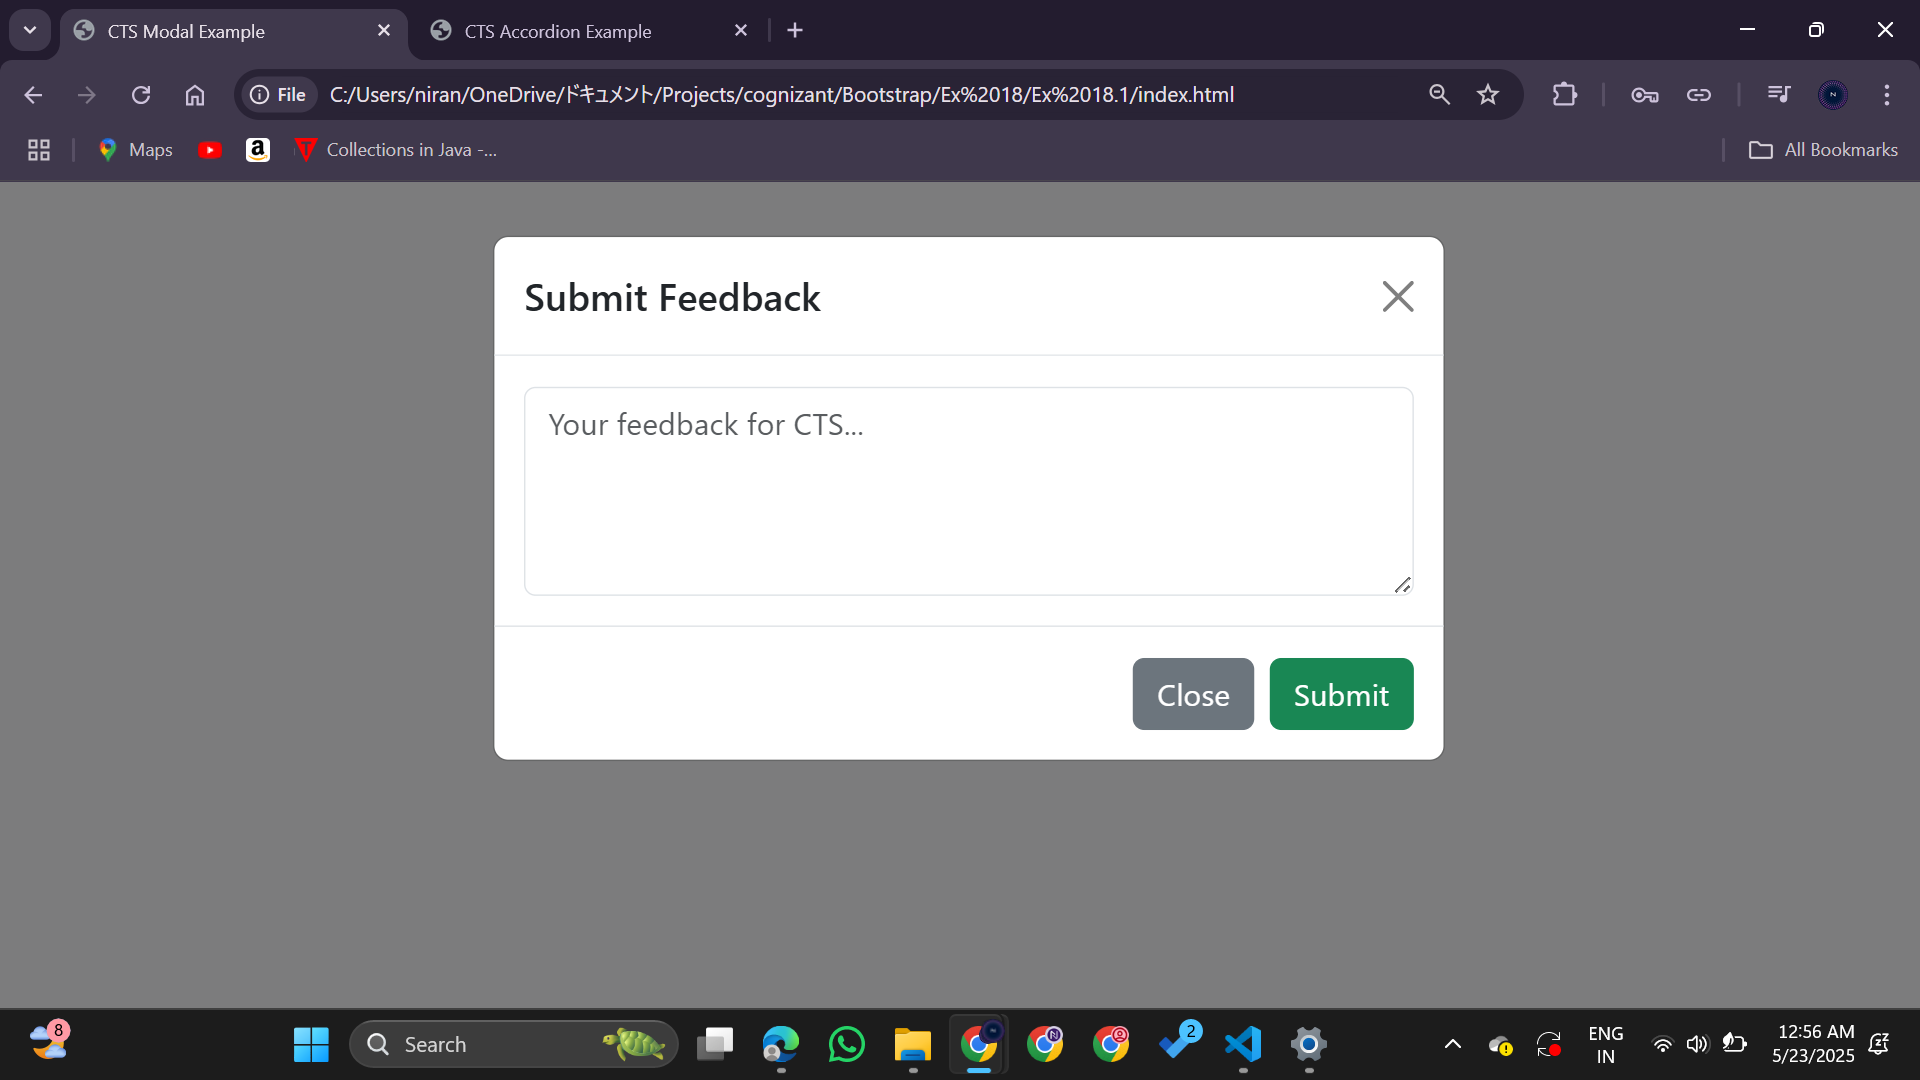 CTS Modal Example
CTS Accordion Example
File
C:/Users/niran/OneDrive/ドキュメント/Projects/cognizant/Bootstrap/Ex%2018/Ex%2018.1/index.html
N
Maps
a
Collections in Java -...
All Bookmarks
Submit Feedback
Your feedback for CTS...
Close
Submit
8
Search
N
2
ENG
IN
12:56 AM
5/23/2025